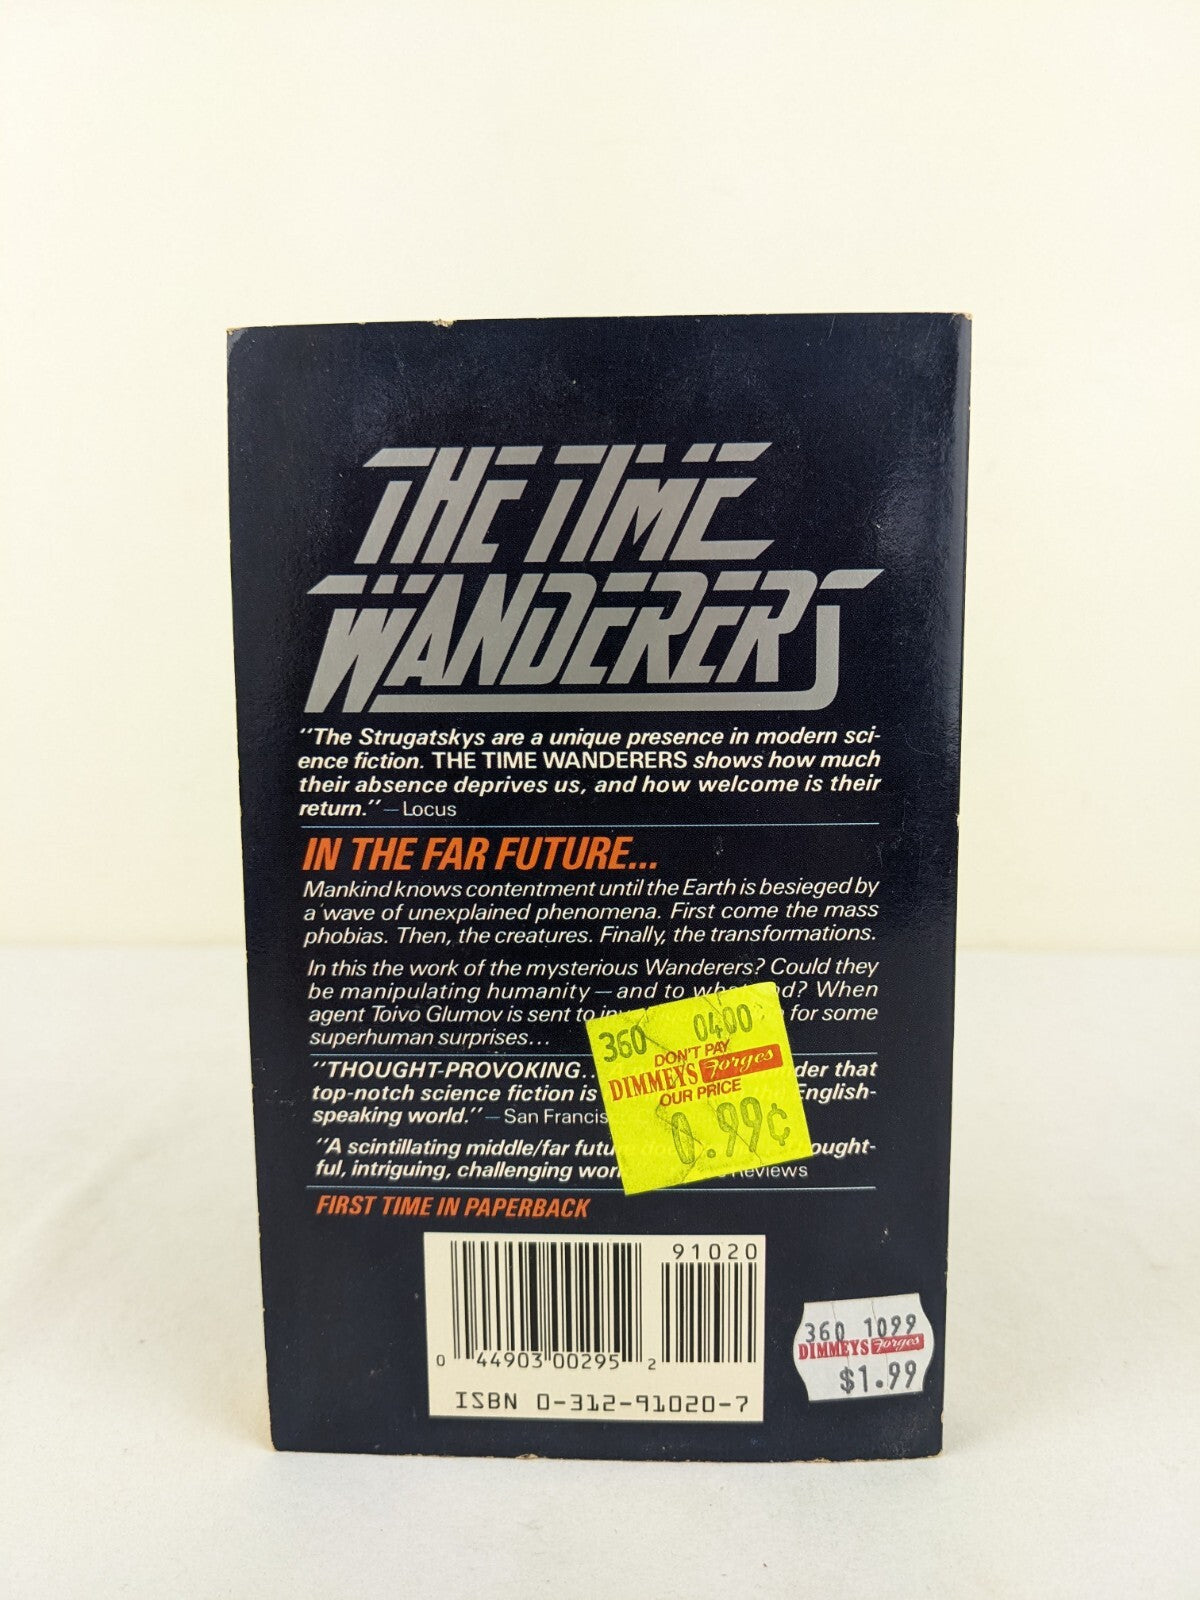 THE TIME
WANDERERS
"The Strugatskys are a unique presence in modern sci-
ence fiction. THE TIME WANDERERS shows how much
their absence deprives us, and how welcome is their
return." — Locus
IN THE FAR FUTURE...
Mankind knows contentment until the Earth is besieged by
a wave of unexplained phenomena. First come the mass
phobias. Then, the creatures. Finally, the transformations.
In this the work of the mysterious Wanderers? Could they
be manipulating humanity — and to When
agent Toivo Glumov is sent to for some
superhuman surprises...
"THOUGHT-PROVOKING... that
top-notch science fiction is English-
speaking world." — San
"A scintillating middle/far
ful, intriguing, challenging Reviews
360 0400
DON'T PAY
DIMMEYS Forges
OUR PRICE
0.99¢
FIRST TIME IN PAPERBACK
91020
0 44903 00295 2
ISBN 0-312-91020-7
360 1099
DIMMEYS Forges
$1.99